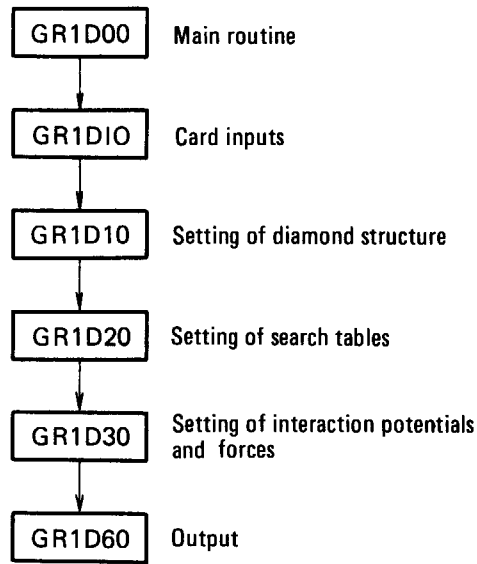 GR1D00 Main routine
GR1DIO Card inputs
GR1D10 Setting of diamond structure
GR1D20 Setting of search tables
GR1D30 Setting of interaction potentials
and forces
GR1D60 Output